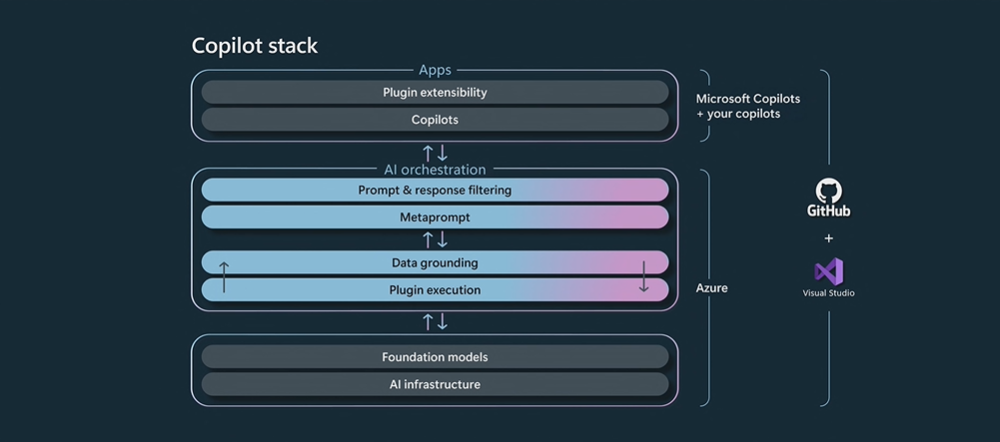 Copilot stack
Apps
Plugin extensibility
Copilots
Microsoft Copilots
+ your copilots
AI orchestration
Prompt & response filtering
Metaprompt
Data grounding
Plugin execution
Azure
Foundation models
AI infrastructure
GitHub
+
Visual Studio